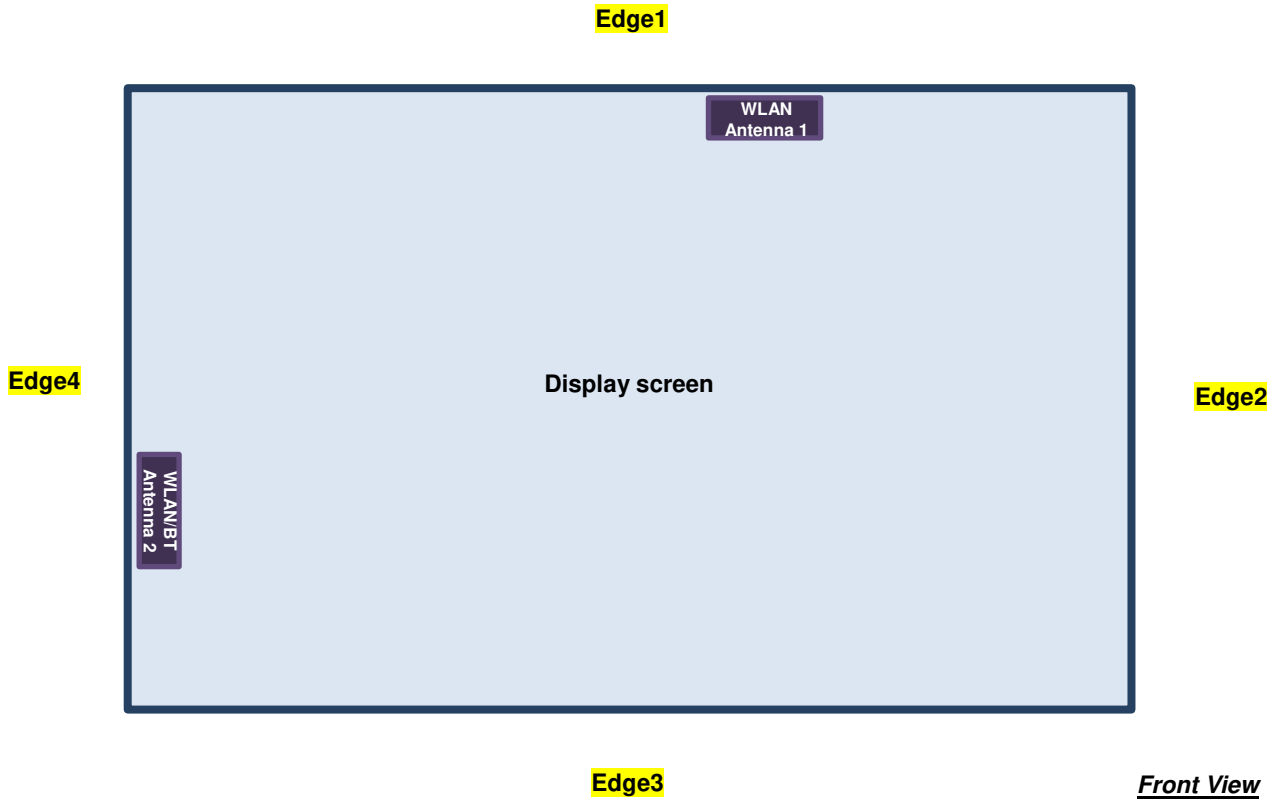 Edge1
WLAN
Antenna 1
Edge4
Display screen
Edge2
WLAN/BT
Antenna 2
Edge3
Front View